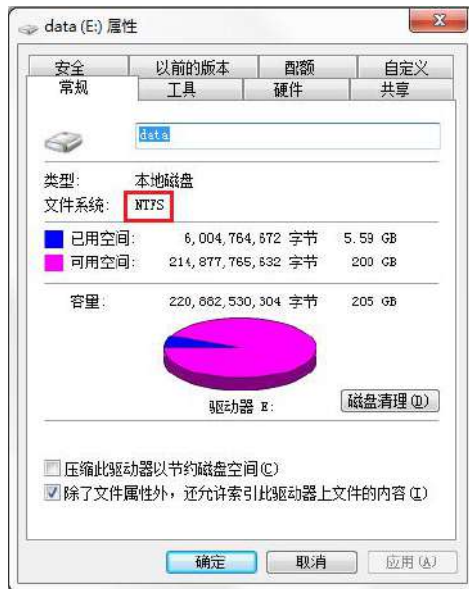 data (E:) 属性
安全 以前的版本 配额 自定义
常规 工具 硬件 共享
data
类型: 本地磁盘
文件系统: NTFS
已用空间: 6,004,764,672 字节 5.59 GB
可用空间: 214,877,765,632 字节 200 GB
容量: 220,882,530,304 字节 205 GB
驱动器 E: 磁盘清理(D)
压缩此驱动器以节约磁盘空间(C)
除了文件属性外，还允许索引此驱动器上文件的内容(I)
确定 取消 应用(A)